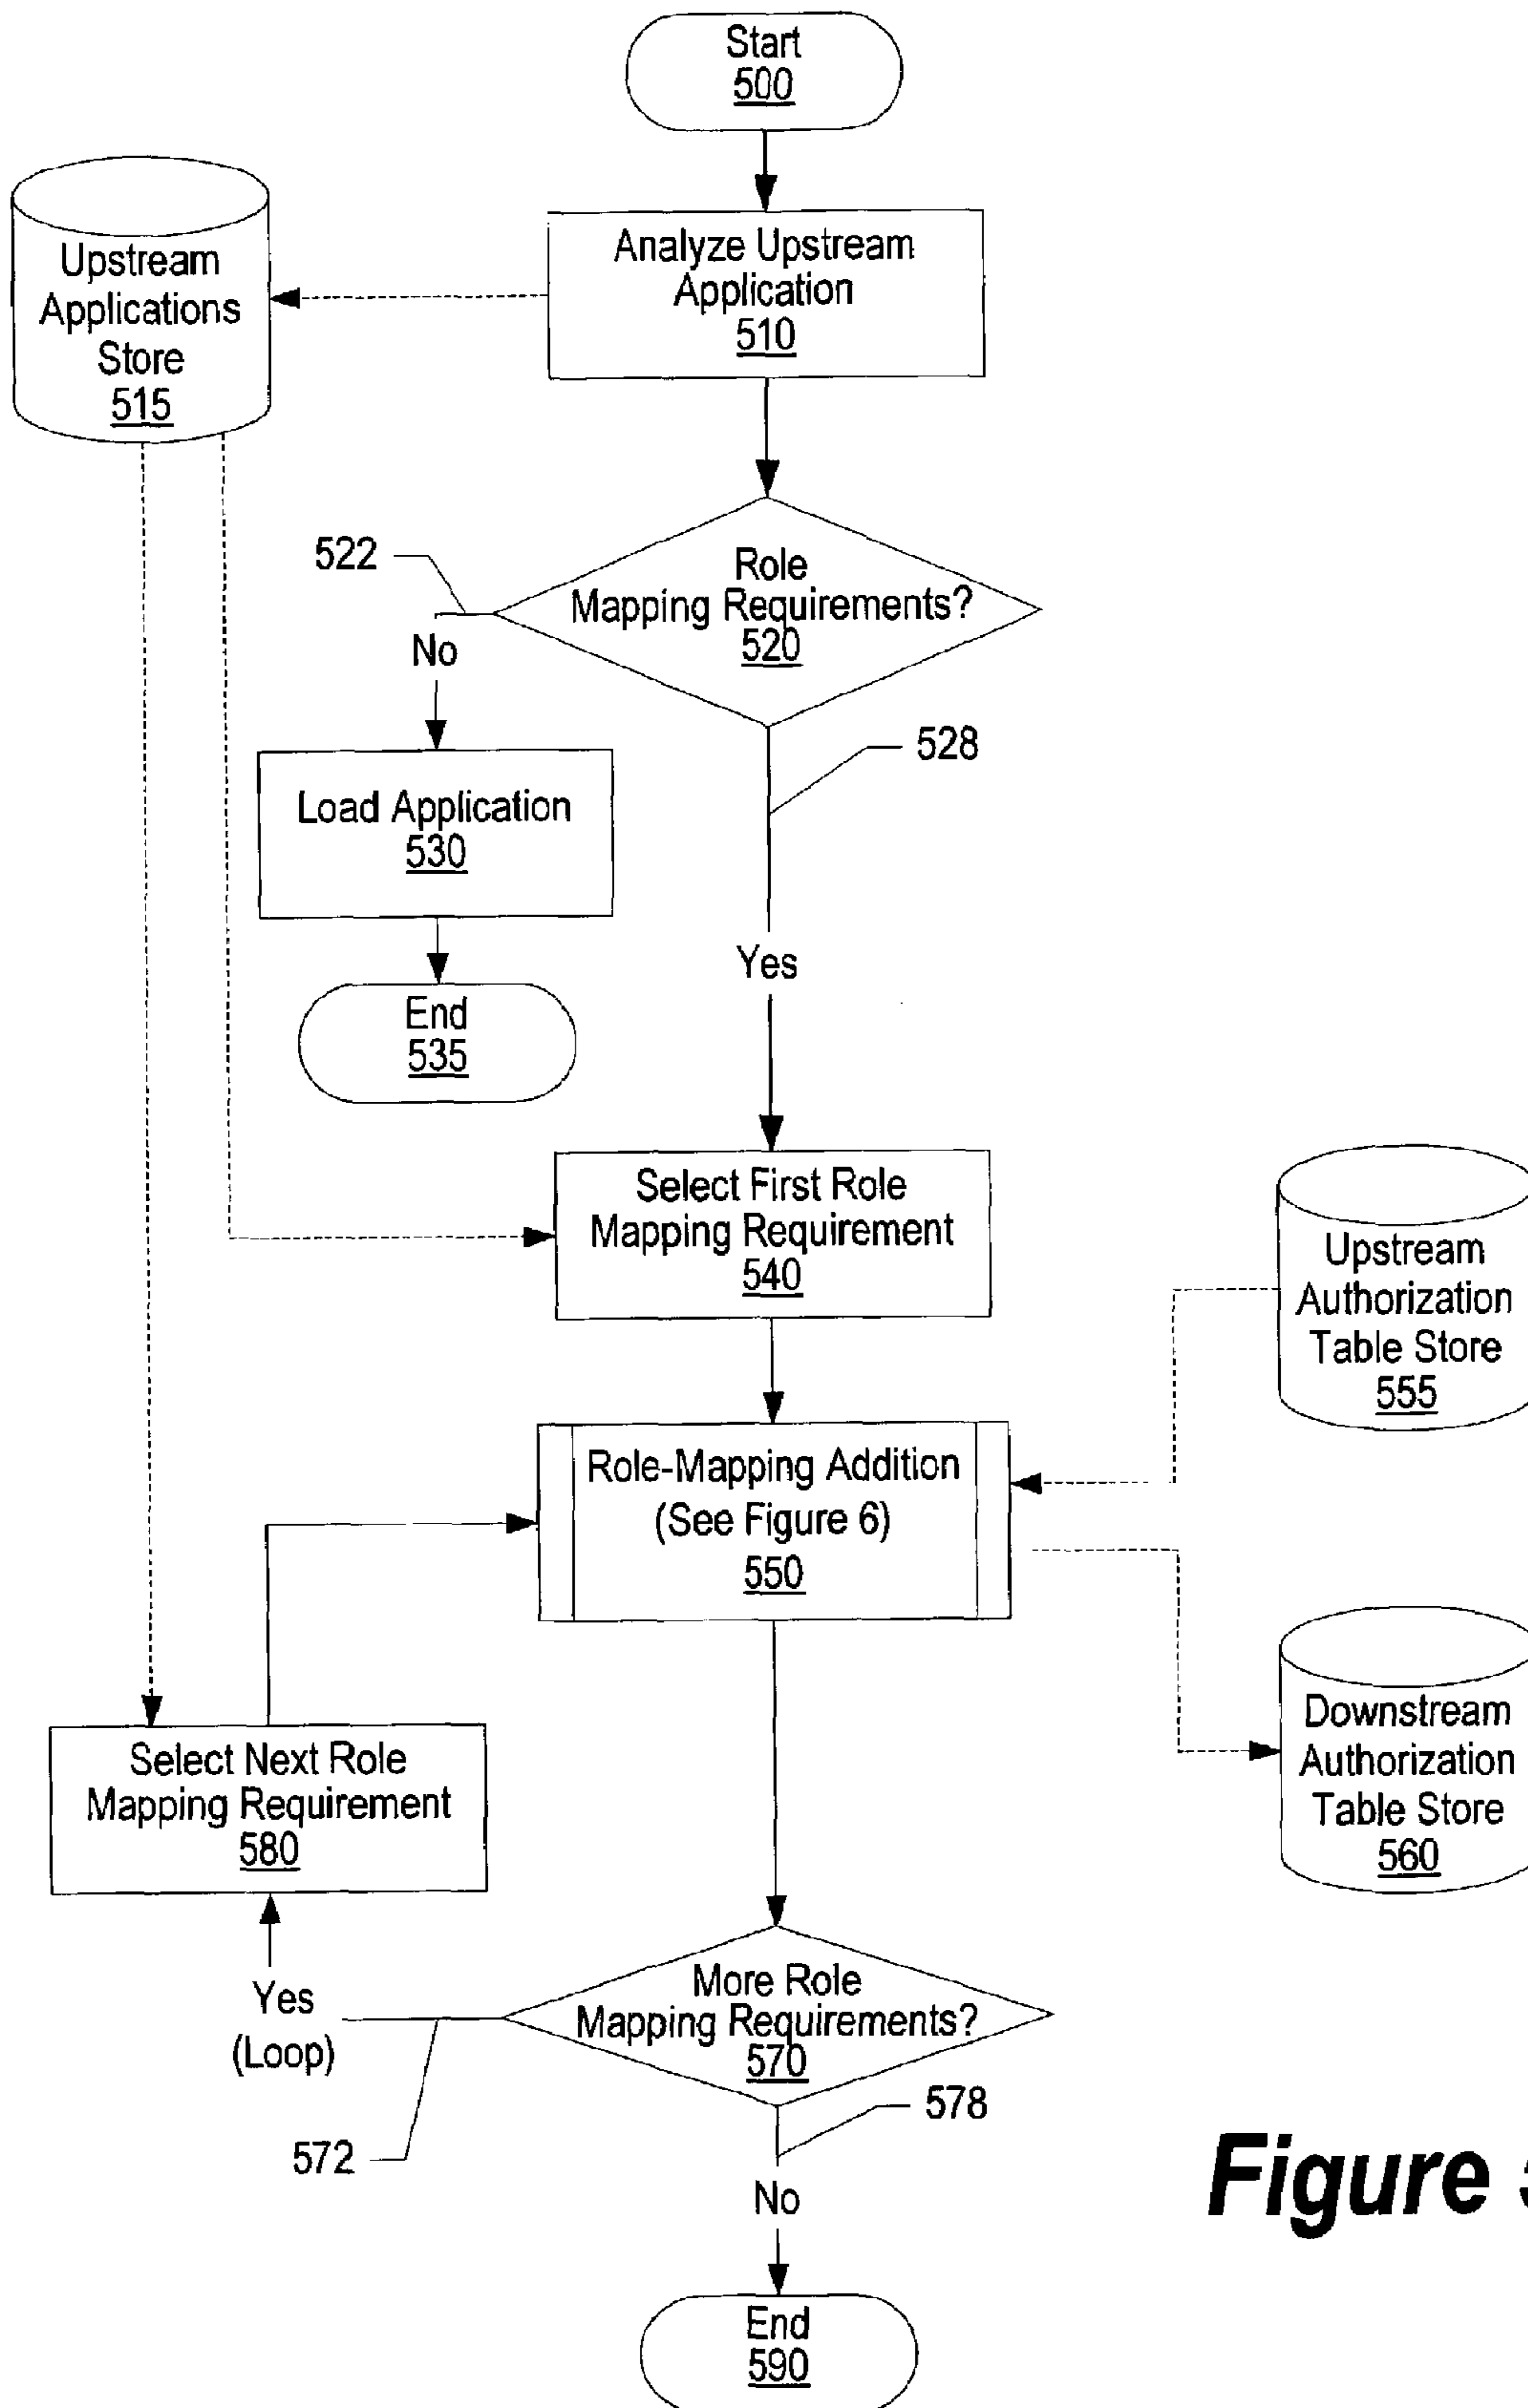 Start
500
Upstream
Applications
Store
515
Analyze Upstream
Application
510
522
Role
Mapping Requirements?
520
No
528
Load Application
530
Yes
End
535
Select First Role
Mapping Requirement
540
Upstream
Authorization
Table Store
555
Role-Mapping Addition
(See Figure 6)
550
Select Next Role
Mapping Requirement
580
Downstream
Authorization
Table Store
560
Yes
(Loop)
More Role
Mapping Requirements?
570
572
578
No
Figure
End
590